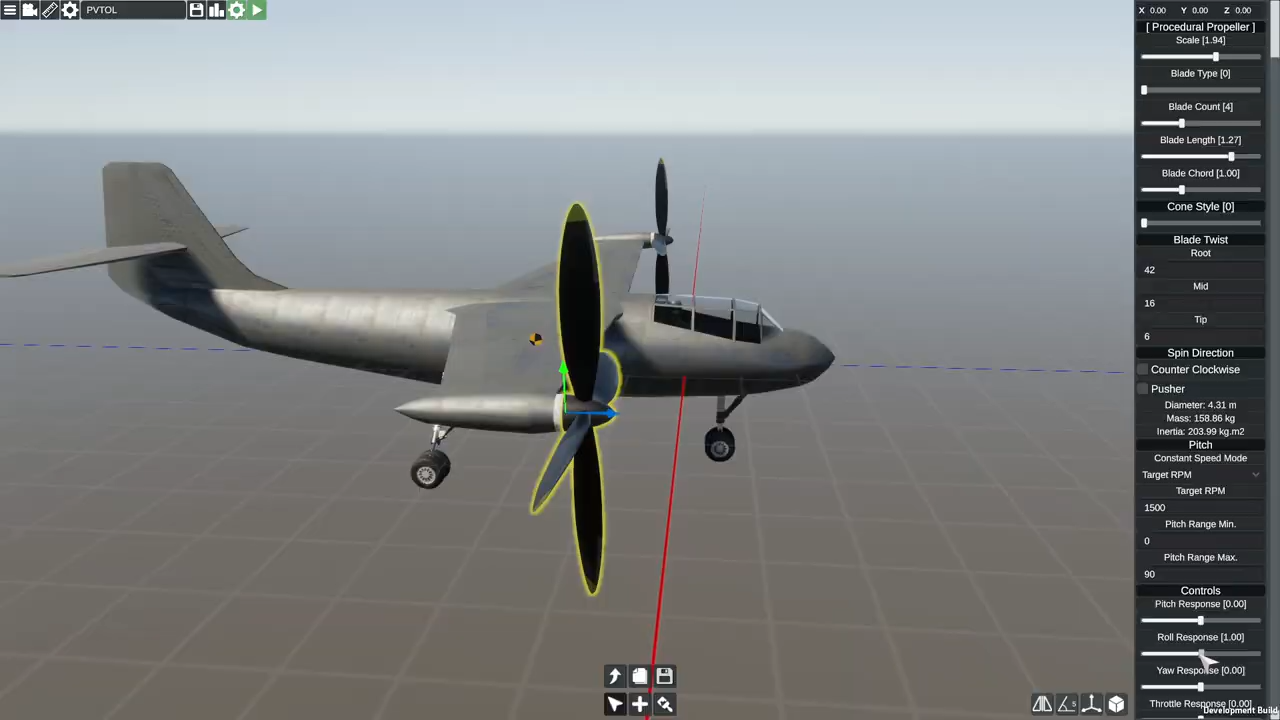 PVTOL
X 0.00 Y 0.00 Z 0.00
[ Procedural Propeller ]
Scale [1.94]
Blade Type [0]
Blade Count [4]
Blade Length [1.27]
Blade Chord [1.00]
Cone Style [0]
Blade Twist
Root
42
Mid
16
Tip
6
Spin Direction
Counter Clockwise
Pusher
Diameter: 4.31 m
Mass: 158.86 kg
Inertia: 203.99 kg.m2
Pitch
Constant Speed Mode
Target RPM
Target RPM
1500
Pitch Range Min.
0
Pitch Range Max.
90
Controls
Pitch Response [0.00]
Roll Response [1.00]
Yaw Response [0.00]
Throttle Response [0.00]
Development Build